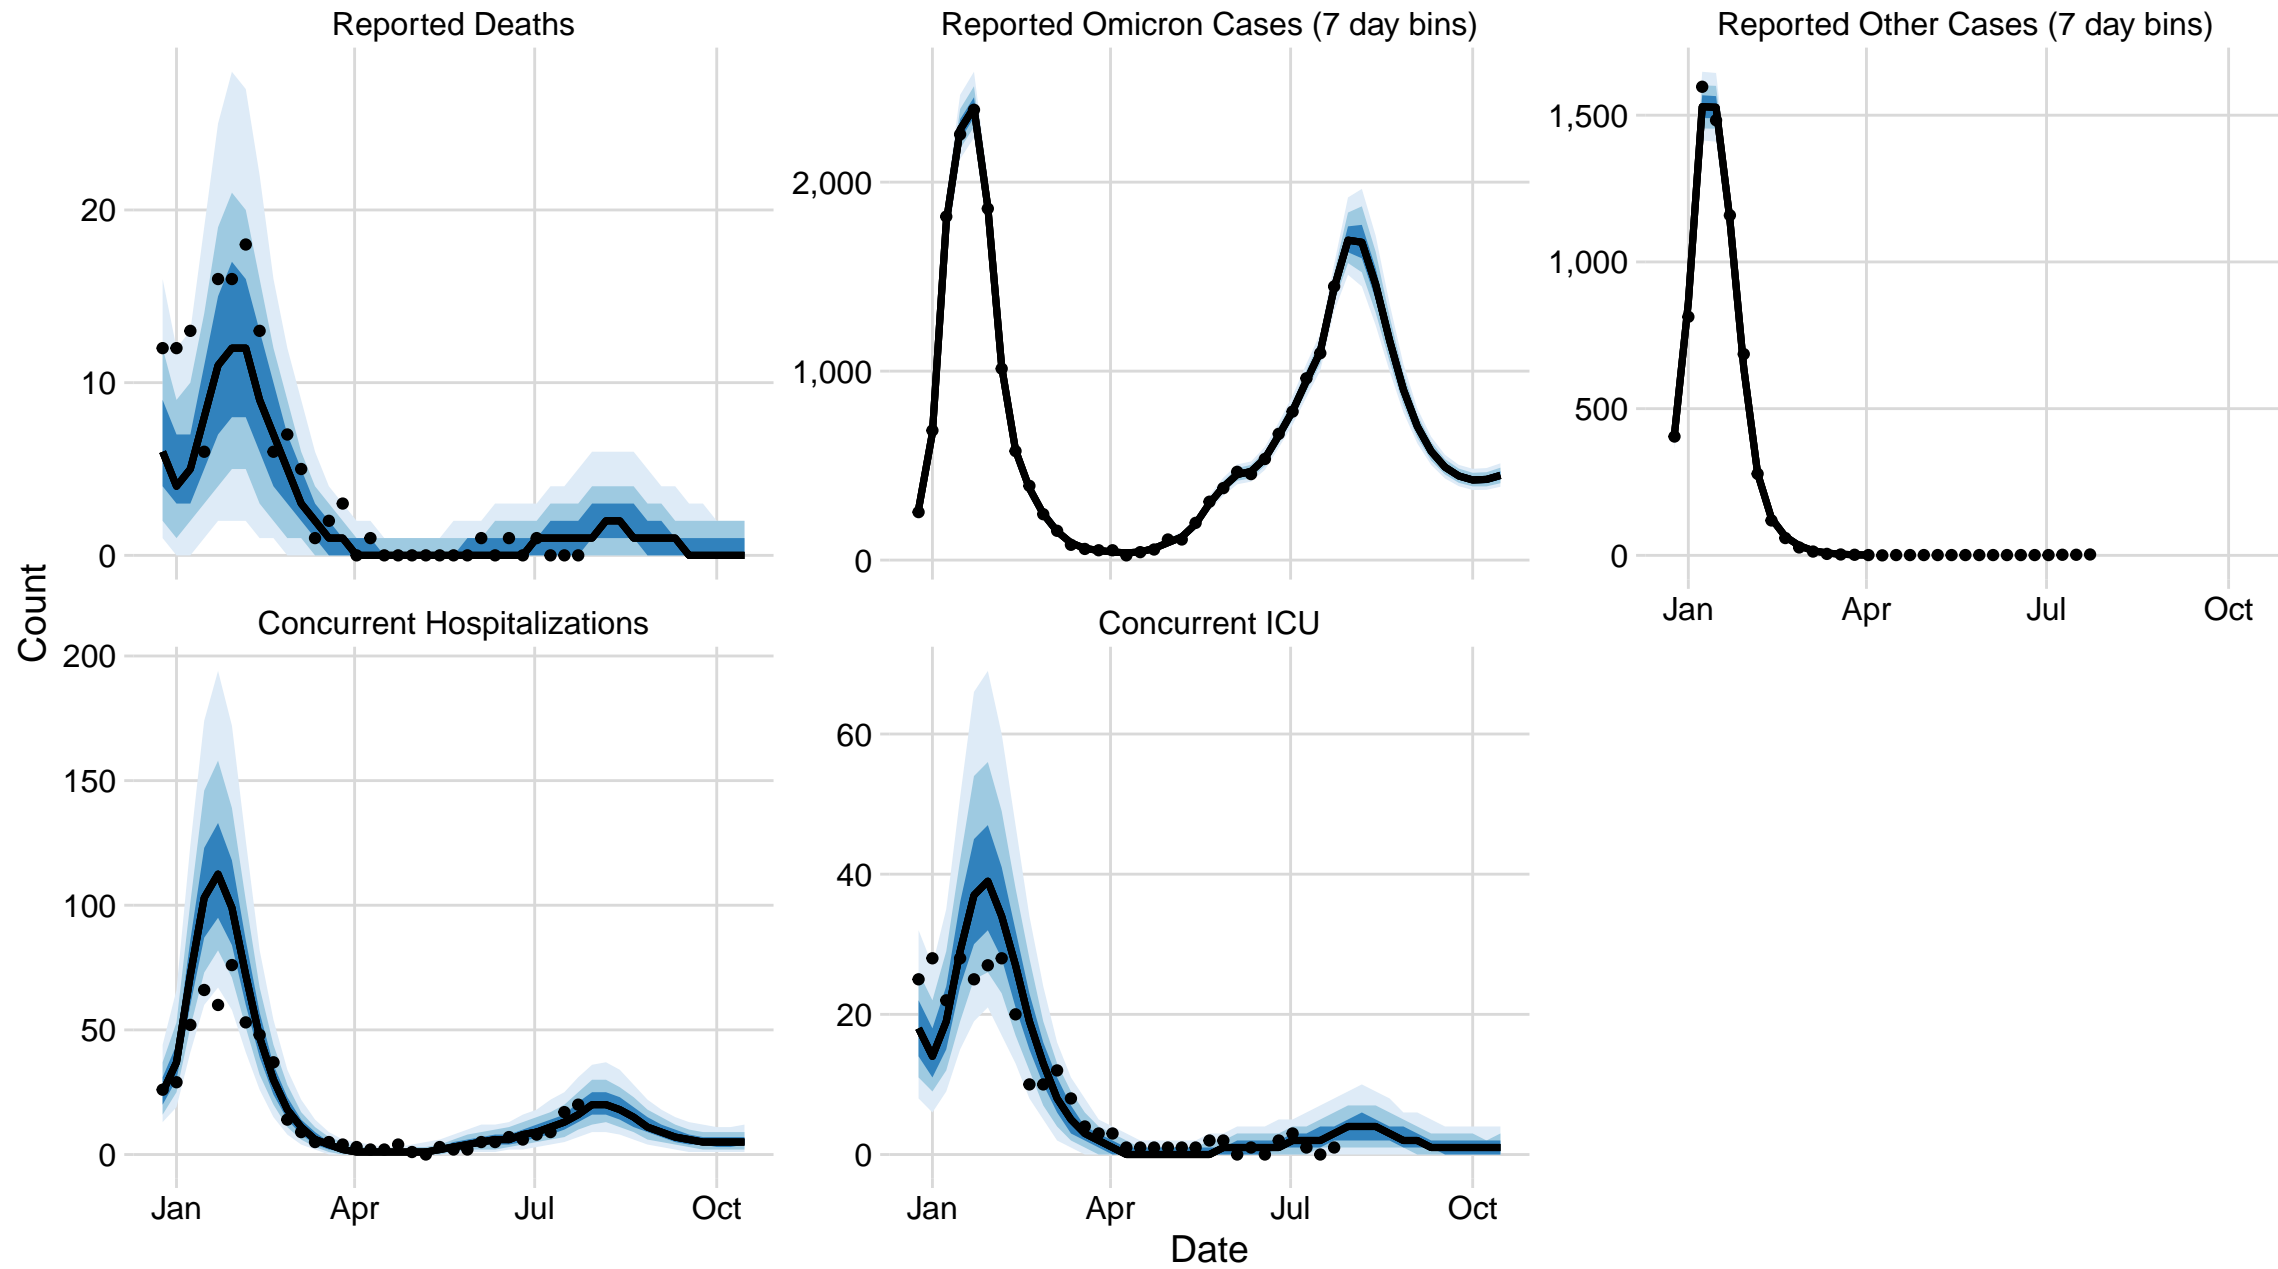 Reported Deaths
Reported Omicron Cases (7 day bins)
Reported Other Cases (7 day bins)
20
10
0
2,000
1,000
0
1,500
1,000
500
0
Jan
Apr
Jul
Oct
Count
Concurrent Hospitalizations
Concurrent ICU
200
150
100
50
0
60
40
20
0
Jan
Apr
Jul
Oct
Jan
Apr
Jul
Oct
Date